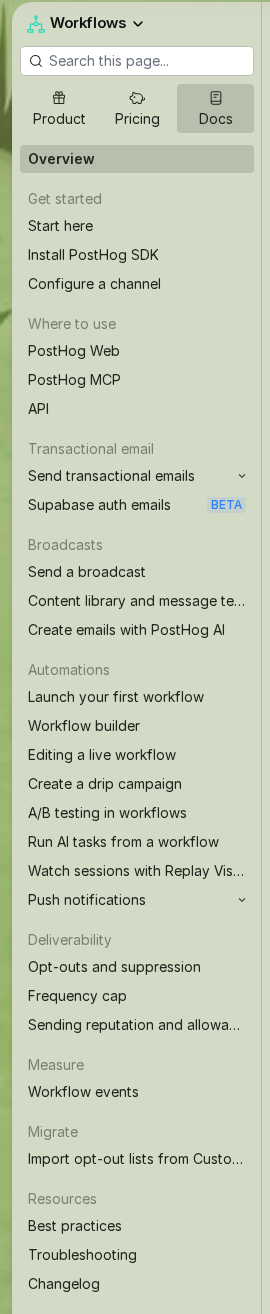 Workflows
Search this page...
Product Pricing Docs
Overview
Get started
Start here
Install PostHog SDK
Configure a channel
Where to use
PostHog Web
PostHog MCP
API
Transactional email
Send transactional emails
Supabase auth emails BETA
Broadcasts
Send a broadcast
Content library and message te...
Create emails with PostHog AI
Automations
Launch your first workflow
Workflow builder
Editing a live workflow
Create a drip campaign
A/B testing in workflows
Run AI tasks from a workflow
Watch sessions with Replay Vis...
Push notifications
Deliverability
Opt-outs and suppression
Frequency cap
Sending reputation and allowa...
Measure
Workflow events
Migrate
Import opt-out lists from Custo...
Resources
Best practices
Troubleshooting
Changelog